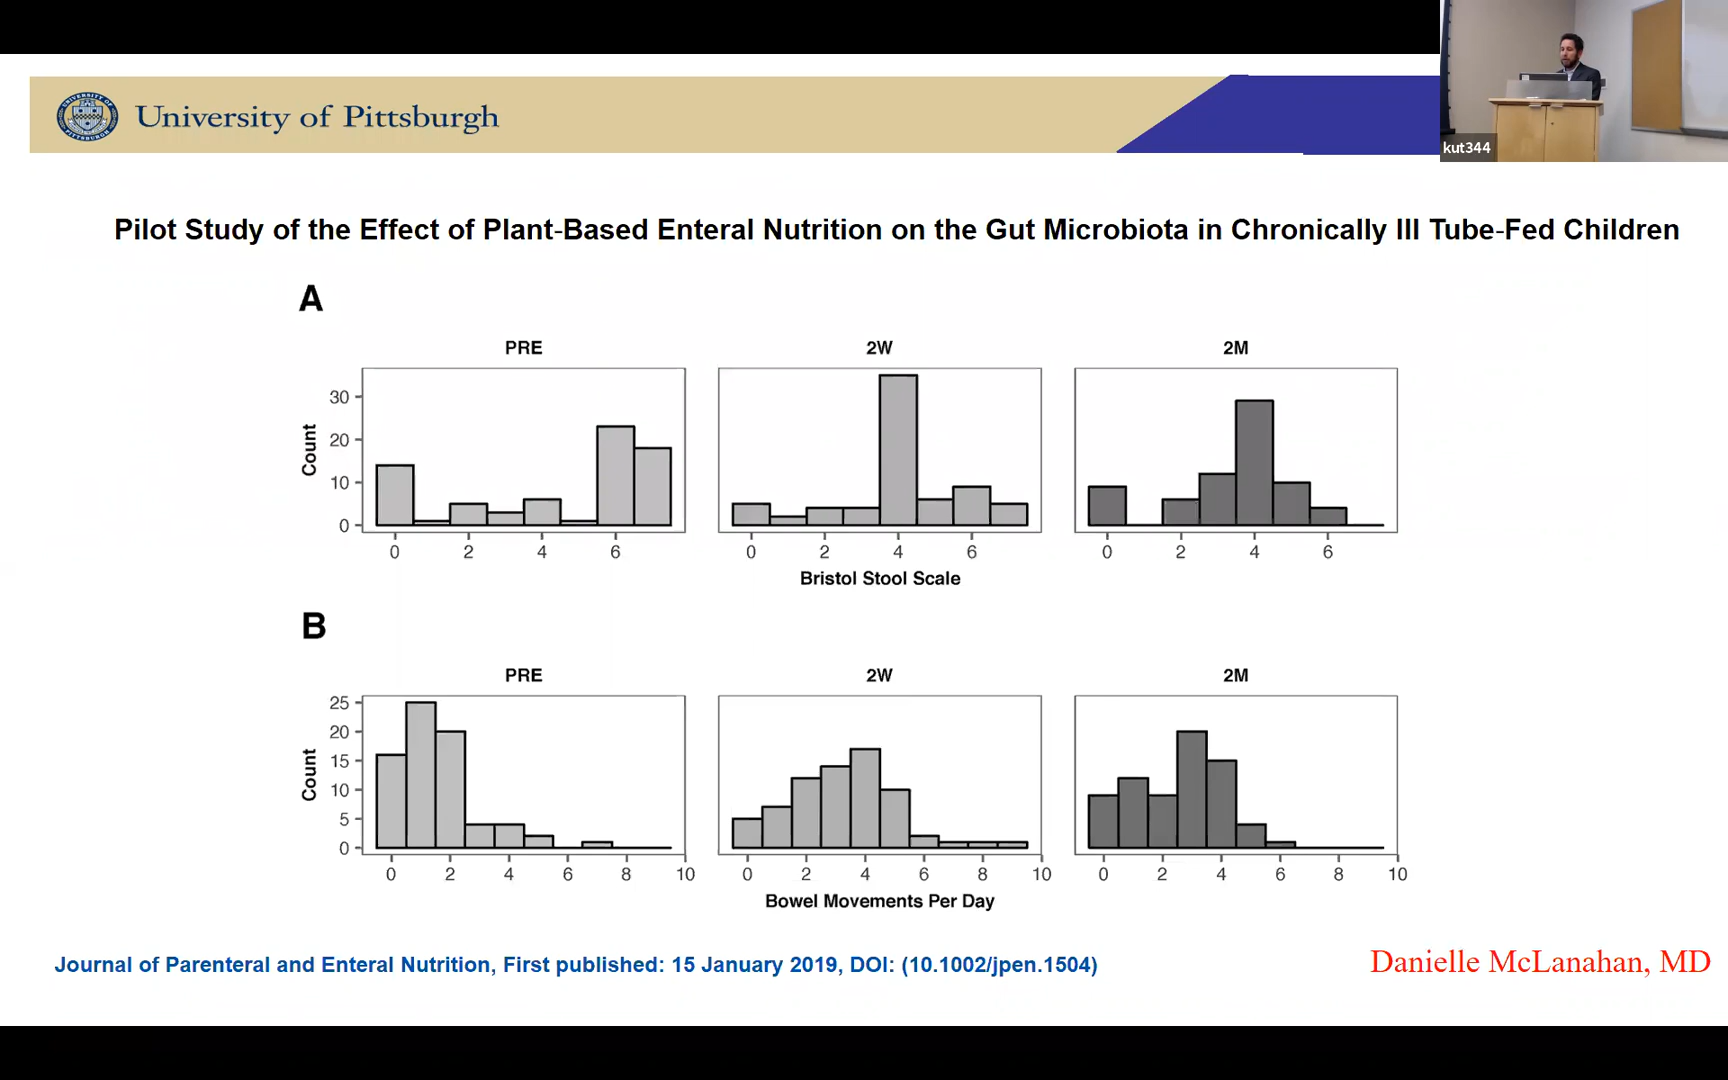 University of Pittsburgh
kut344
Pilot Study of the Effect of Plant-Based Enteral Nutrition on the Gut Microbiota in Chronically Ill Tube-Fed Children
A
PRE 2W 2M
Count
30
20
10
0
0 2 4 6 0 2 4 6 0 2 4 6
Bristol Stool Scale
B
PRE 2W 2M
Count
25
20
15
10
5
0
0 2 4 6 8 10 0 2 4 6 8 10 0 2 4 6 8 10
Bowel Movements Per Day
Journal of Parenteral and Enteral Nutrition, First published: 15 January 2019, DOI: (10.1002/jpen.1504)
Danielle McLanahan, MD